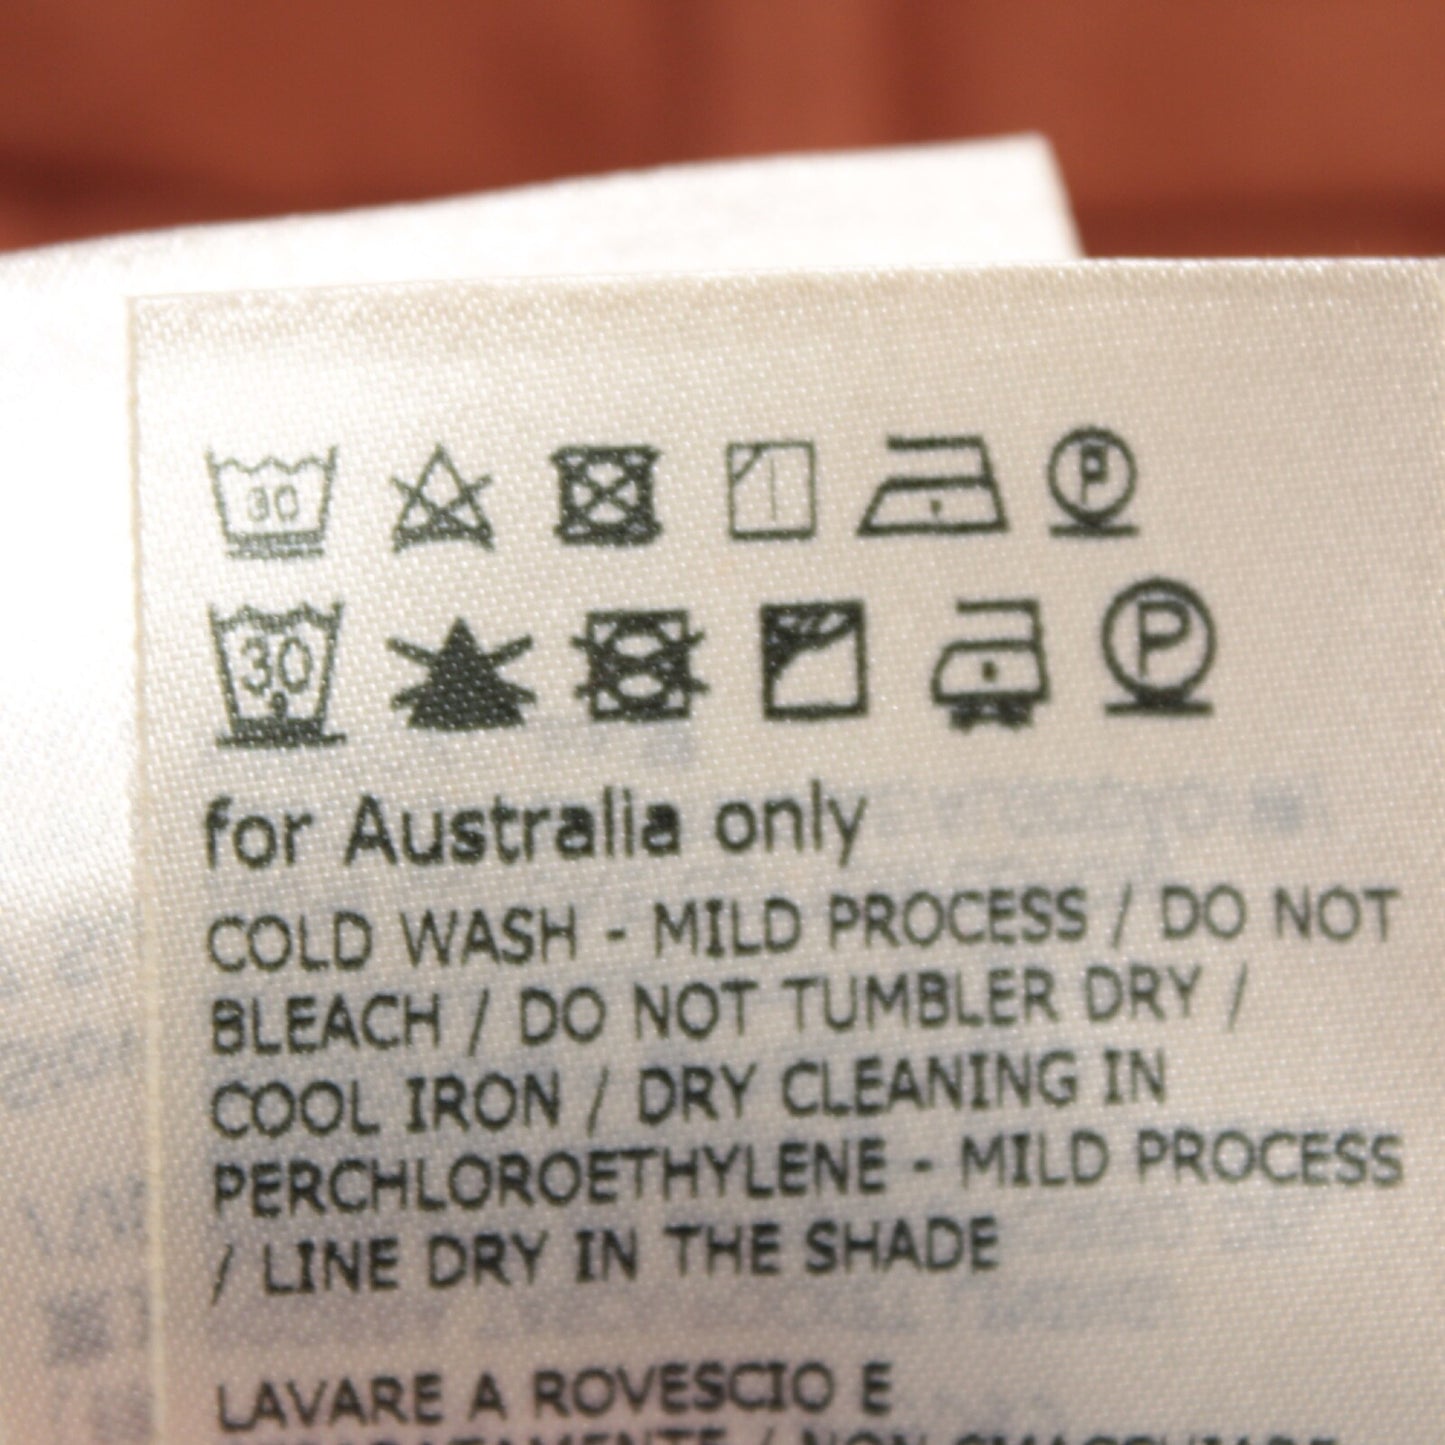 30
P
30
P
for Australia only
COLD WASH - MILD PROCESS / DO NOT
BLEACH / DO NOT TUMBLER DRY /
COOL IRON / DRY CLEANING IN
PERCHLOROETHYLENE - MILD PROCESS
/ LINE DRY IN THE SHADE
LAVARE A ROVESCIO E